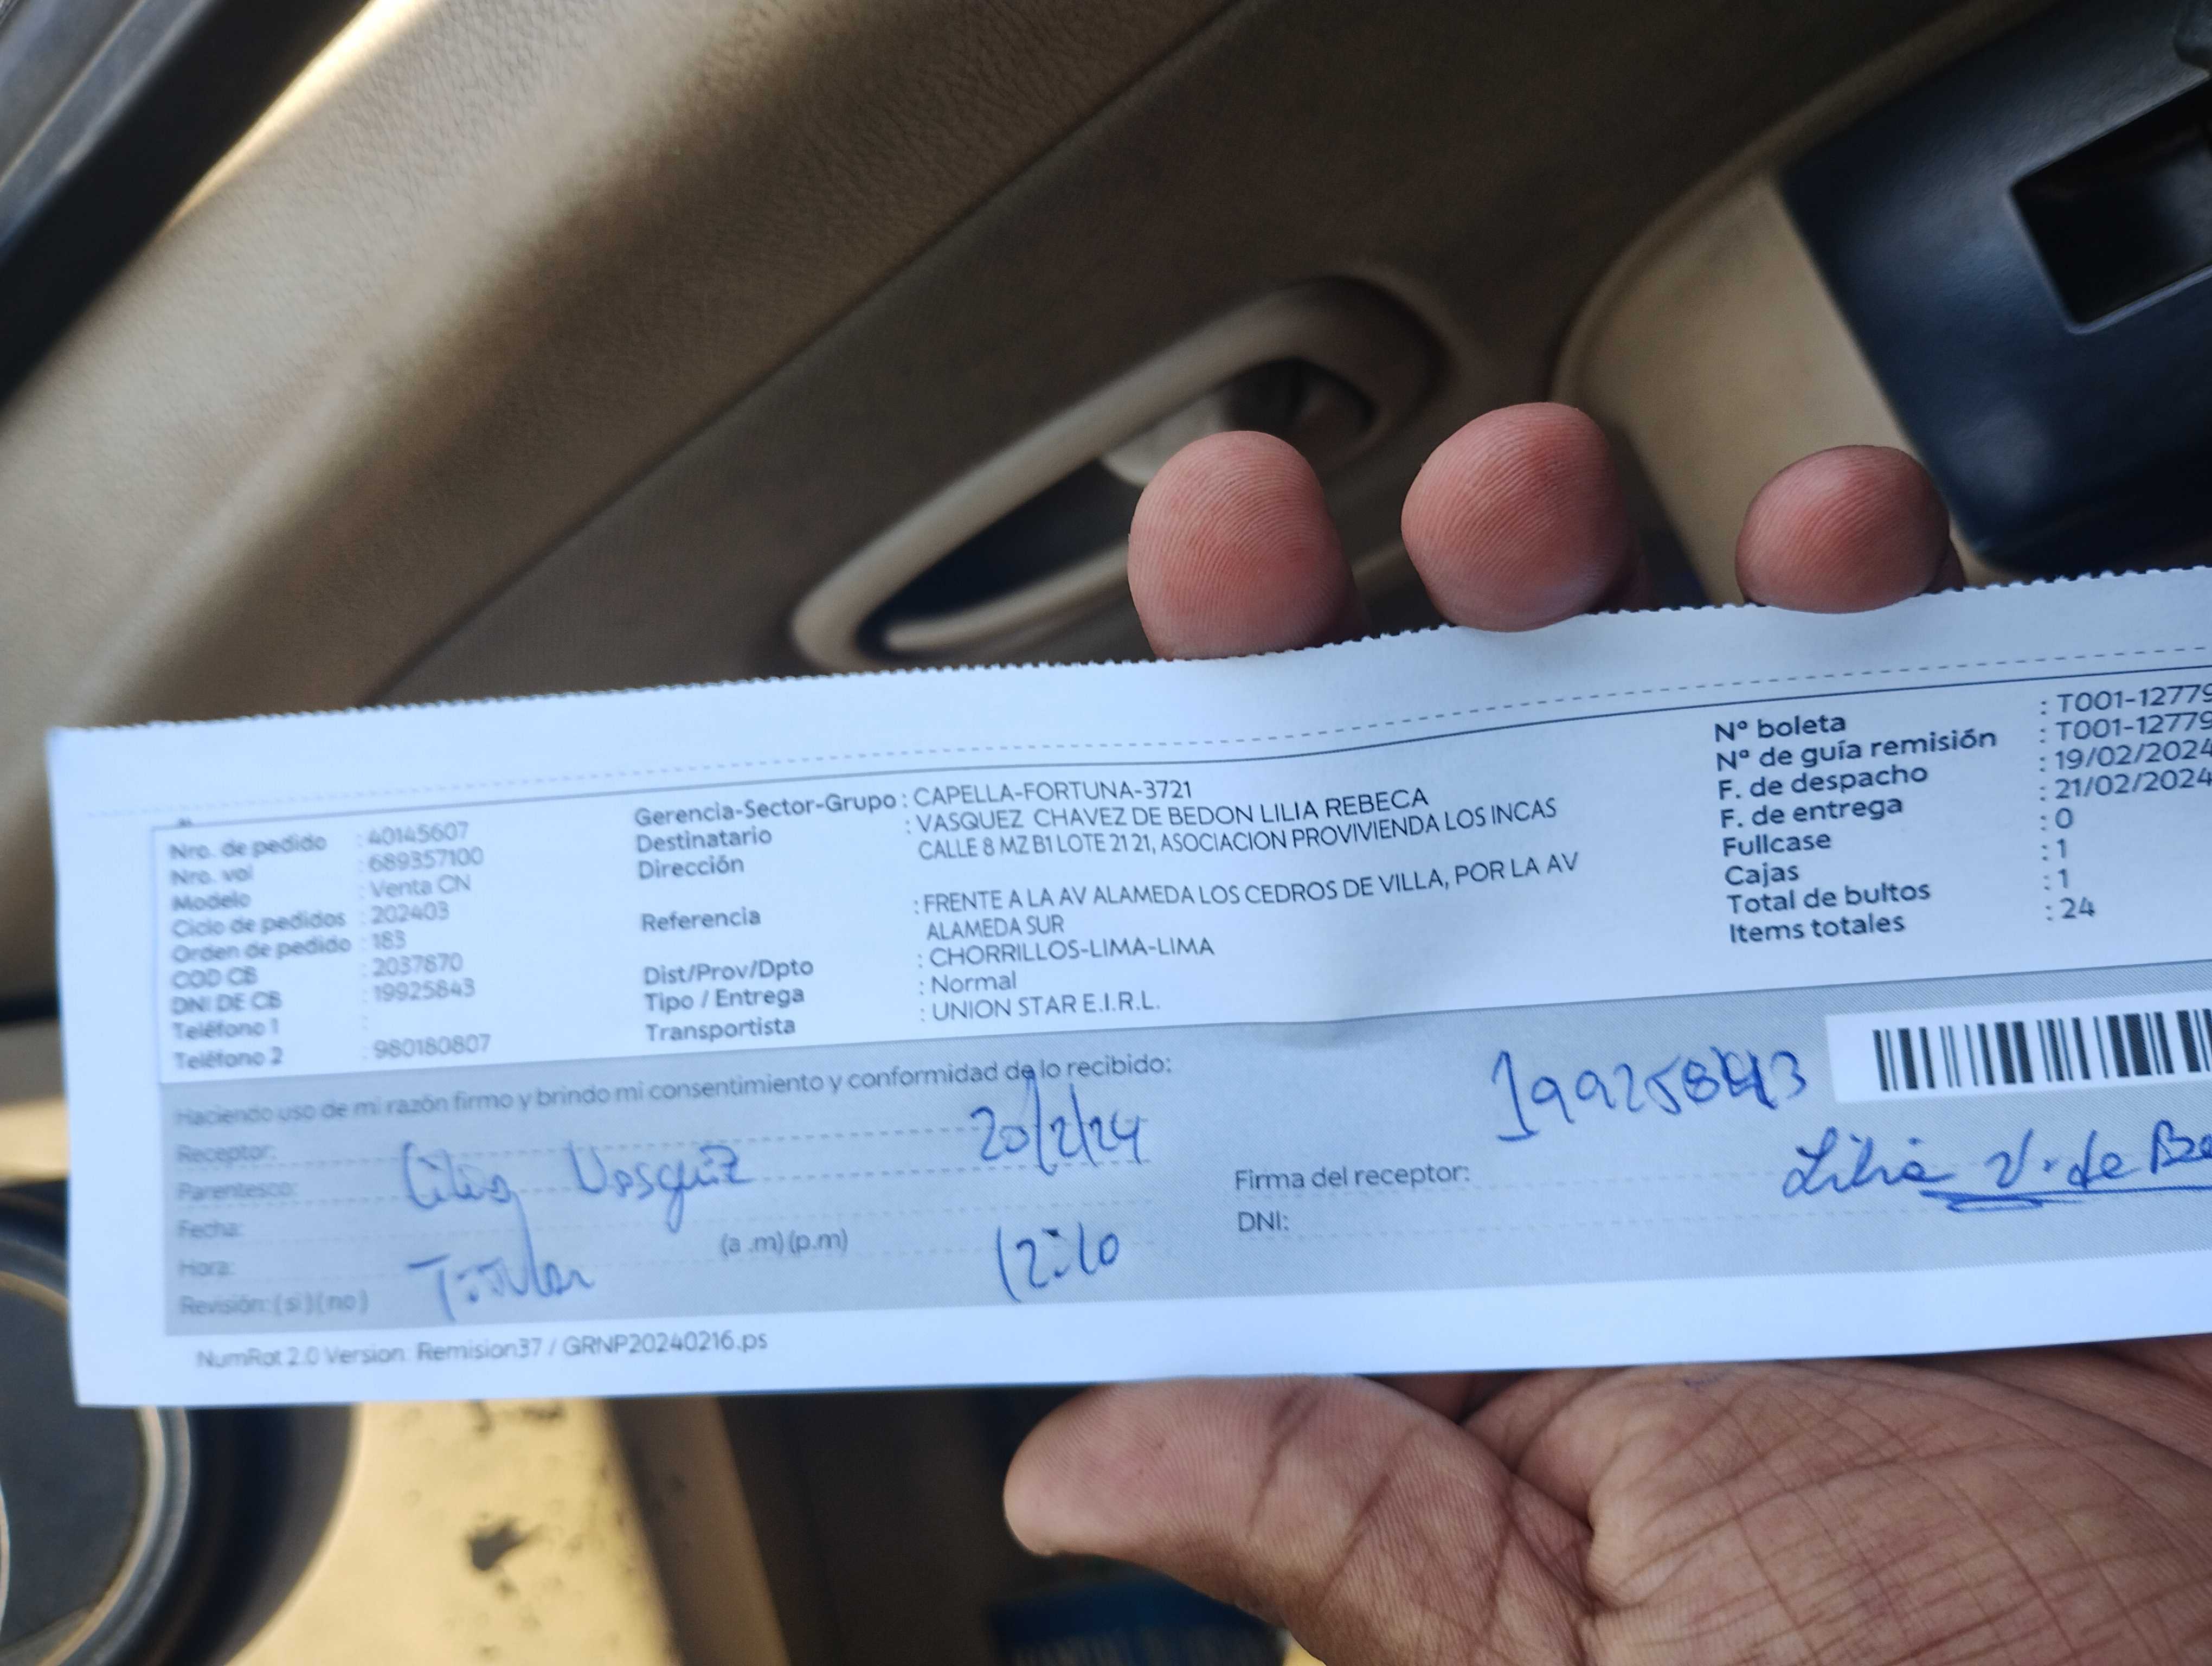 Nro. de pedido : 40145607
Nro. vol : 689357100
Modelo : Venta CN
Ciclo de pedidos : 202403
Orden de pedido : 183
COD CB : 2037870
DNI DE CB : 19925843
Teléfono 1 :
Teléfono 2 : 980180807
Gerencia-Sector-Grupo : CAPELLA-FORTUNA-3721
Destinatario : VASQUEZ CHAVEZ DE BEDON LILIA REBECA
Dirección CALLE 8 MZ B1 LOTE 21 21, ASOCIACION PROVIVIENDA LOS INCAS
Referencia : FRENTE A LA AV ALAMEDA LOS CEDROS DE VILLA, POR LA AV
ALAMEDA SUR
Dist/Prov/Dpto : CHORRILLOS-LIMA-LIMA
Tipo / Entrega : Normal
Transportista : UNION STAR E.I.R.L.
Nº boleta : T001-12779
Nº de guía remisión : T001-12779
F. de despacho : 19/02/2024
F. de entrega : 21/02/2024
Fullcase : 0
Cajas : 1
Total de bultos : 1
Items totales : 24
Haciendo uso de mi razón firmo y brindo mi consentimiento y conformidad de lo recibido:
Receptor:
Parentesco: Lilia Vasquez 20/2/24
Fecha:
Hora: (a .m) (p.m) 12:10
Revisión: ( si ) ( no ) Titular
19925843
Firma del receptor: Lilia V. de Be
DNI:
NumRot 2.0 Version: Remision37 / GRNP20240216.ps